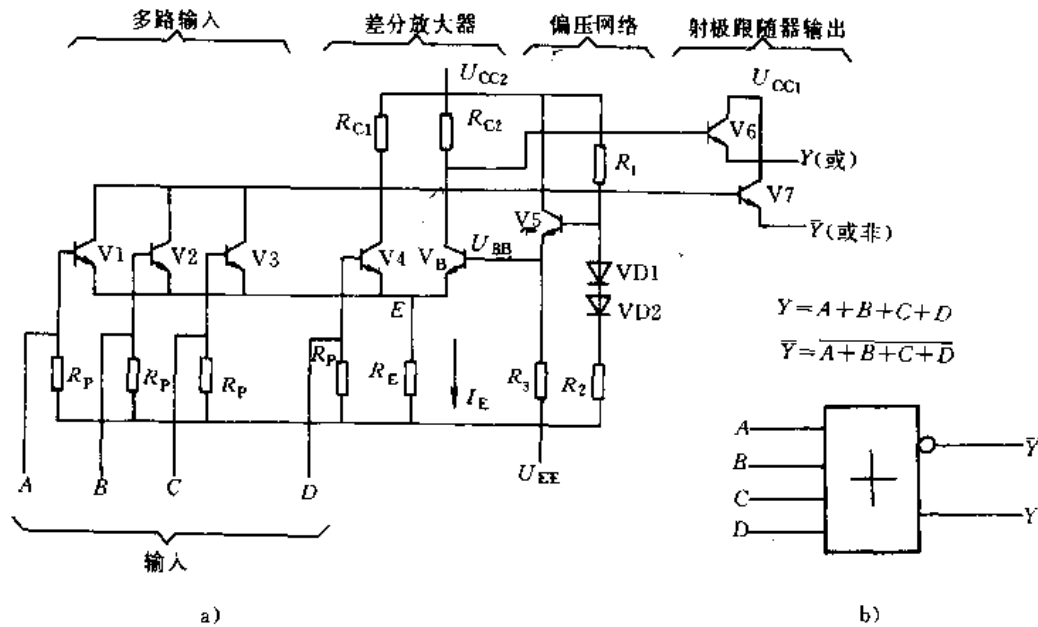 多路输入
差分放大器
偏压网络
射极跟随器输出
U_CC2
U_CC1
R_C1
R_C2
V6
R_1
Y(或)
V7
V5
Ȳ(或非)
V1
V2
V3
V4
V_B
U_BB
VD1
E
VD2
Y=A+B+C+D
R_P
R_P
R_P
R_P
R_E
I_E
R_3
R_2
Ȳ=\overline{A+B+C+D}
A
B
C
D
U_EE
A
B
C
D
Ȳ
Y
输入
a)
b)